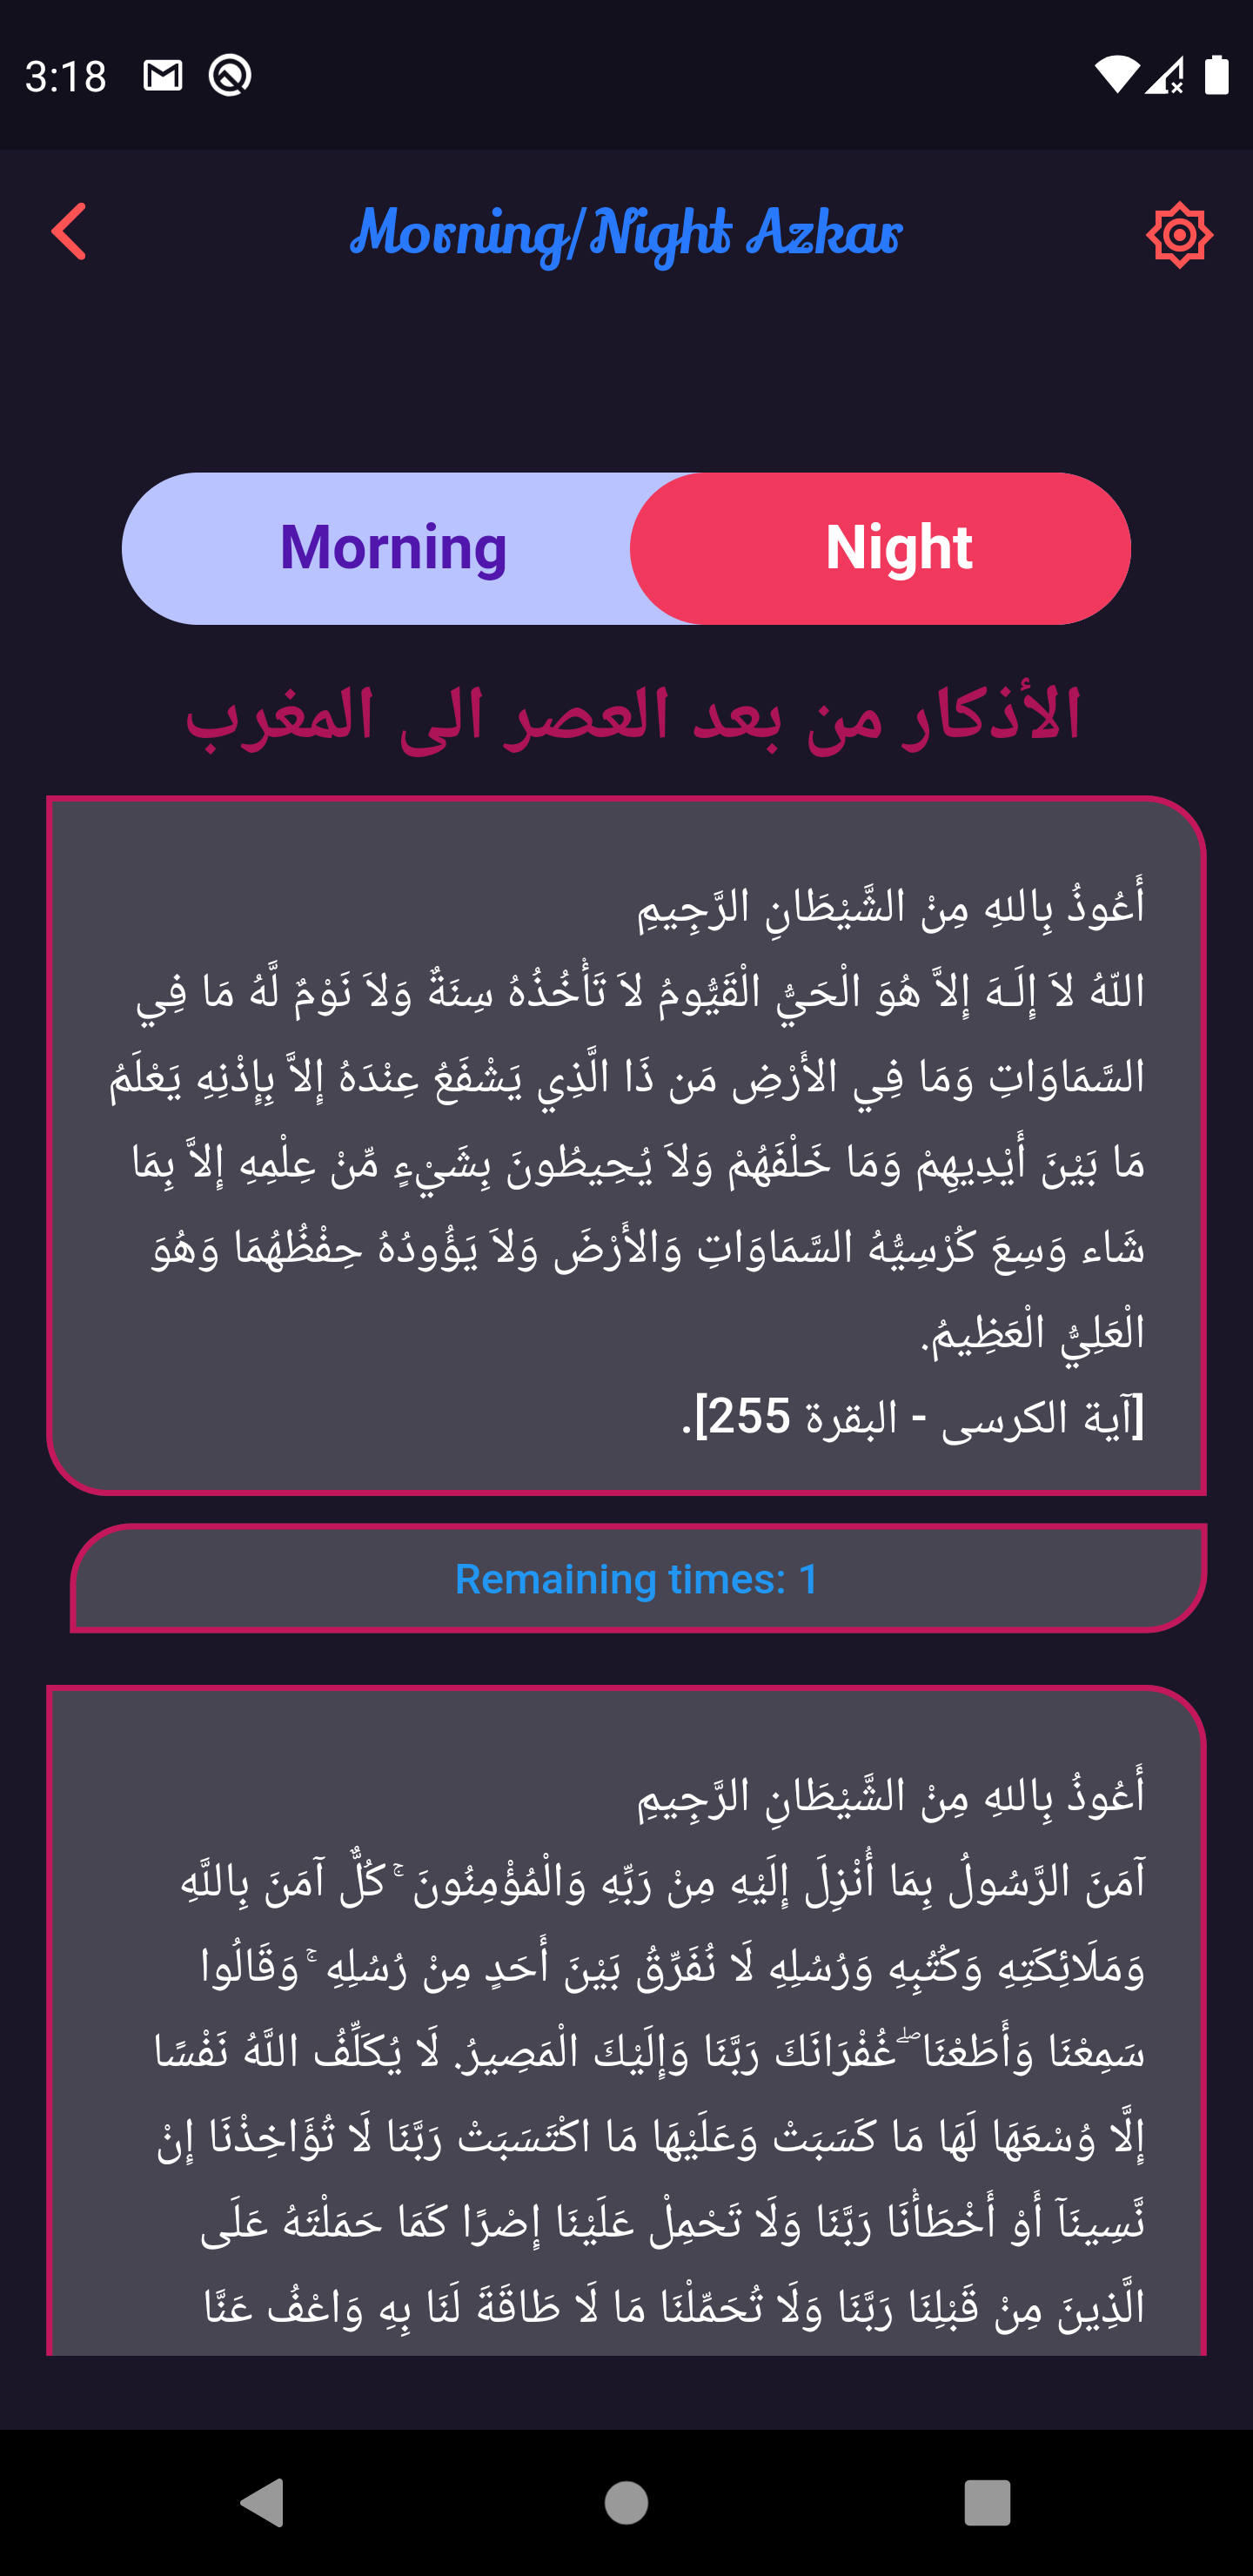 3:18
Morning/Night Azkar
Morning
Night
الأذكار من بعد العصر الى المغرب
أَعُوذُ بِاللهِ مِنْ الشَّيْطَانِ الرَّجِيمِ
اللّهُ لاَ إِلَـهَ إِلاَّ هُوَ الْحَيُّ الْقَيُّومُ لاَ تَأْخُذُهُ سِنَةٌ وَلاَ نَوْمٌ لَّهُ مَا فِي
السَّمَاوَاتِ وَمَا فِي الأَرْضِ مَن ذَا الَّذِي يَشْفَعُ عِنْدَهُ إِلاَّ بِإِذْنِهِ يَعْلَمُ
مَا بَيْنَ أَيْدِيهِمْ وَمَا خَلْفَهُمْ وَلاَ يُحِيطُونَ بِشَيْءٍ مِّنْ عِلْمِهِ إِلاَّ بِمَا
شَاء وَسِعَ كُرْسِيُّهُ السَّمَاوَاتِ وَالأَرْضَ وَلاَ يَؤُودُهُ حِفْظُهُمَا وَهُوَ
الْعَلِيُّ الْعَظِيمُ.
[آية الكرسى - البقرة 255].
Remaining times: 1
أَعُوذُ بِاللهِ مِنْ الشَّيْطَانِ الرَّجِيمِ
آمَنَ الرَّسُولُ بِمَا أُنْزِلَ إِلَيْهِ مِنْ رَبِّهِ وَالْمُؤْمِنُونَ ۚ كُلٌّ آمَنَ بِاللَّهِ
وَمَلَائِكَتِهِ وَكُتُبِهِ وَرُسُلِهِ لَا نُفَرِّقُ بَيْنَ أَحَدٍ مِنْ رُسُلِهِ ۚ وَقَالُوا
سَمِعْنَا وَأَطَعْنَا ۖ غُفْرَانَكَ رَبَّنَا وَإِلَيْكَ الْمَصِيرُ. لَا يُكَلِّفُ اللَّهُ نَفْسًا
إِلَّا وُسْعَهَا لَهَا مَا كَسَبَتْ وَعَلَيْهَا مَا اكْتَسَبَتْ رَبَّنَا لَا تُؤَاخِذْنَا إِنْ
نَّسِينَآ أَوْ أَخْطَأْنَا رَبَّنَا وَلَا تَحْمِلْ عَلَيْنَا إِصْرًا كَمَا حَمَلْتَهُ عَلَى
الَّذِينَ مِنْ قَبْلِنَا رَبَّنَا وَلَا تُحَمِّلْنَا مَا لَا طَاقَةَ لَنَا بِهِ وَاعْفُ عَنَّا